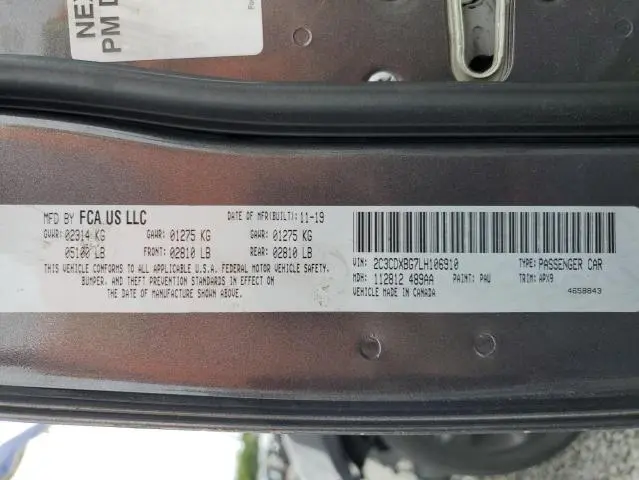 NEX
PM D
Fo
MFD BY FCA US LLC DATE OF MFR(BUILT): 11-19
GVWR: 02314 KG GAWR: 01275 KG GAWR: 01275 KG
05100 LB FRONT: 02810 LB REAR: 02810 LB
THIS VEHICLE CONFORMS TO ALL APPLICABLE U.S.A. FEDERAL MOTOR VEHICLE SAFETY,
BUMPER, AND THEFT PREVENTION STANDARDS IN EFFECT ON
THE DATE OF MANUFACTURE SHOWN ABOVE.
VIN: 2C3CDXBG7LH106910 TYPE: PASSENGER CAR
MDH: 112812 489AA PAINT: PAU TRIM: APX9
VEHICLE MADE IN CANADA 4658843